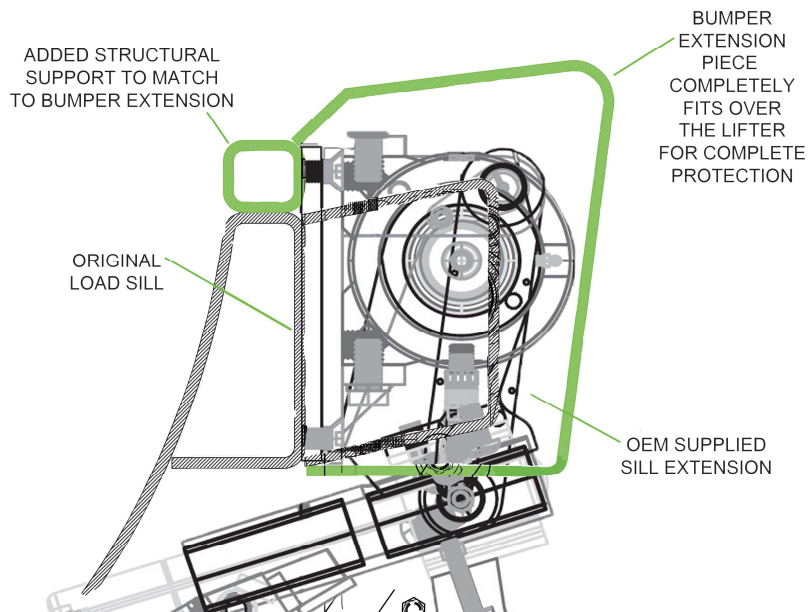 ADDED STRUCTURAL
SUPPORT TO MATCH
TO BUMPER EXTENSION
BUMPER
EXTENSION
PIECE
COMPLETELY
FITS OVER
THE LIFTER
FOR COMPLETE
PROTECTION
ORIGINAL
LOAD SILL
OEM SUPPLIED
SILL EXTENSION